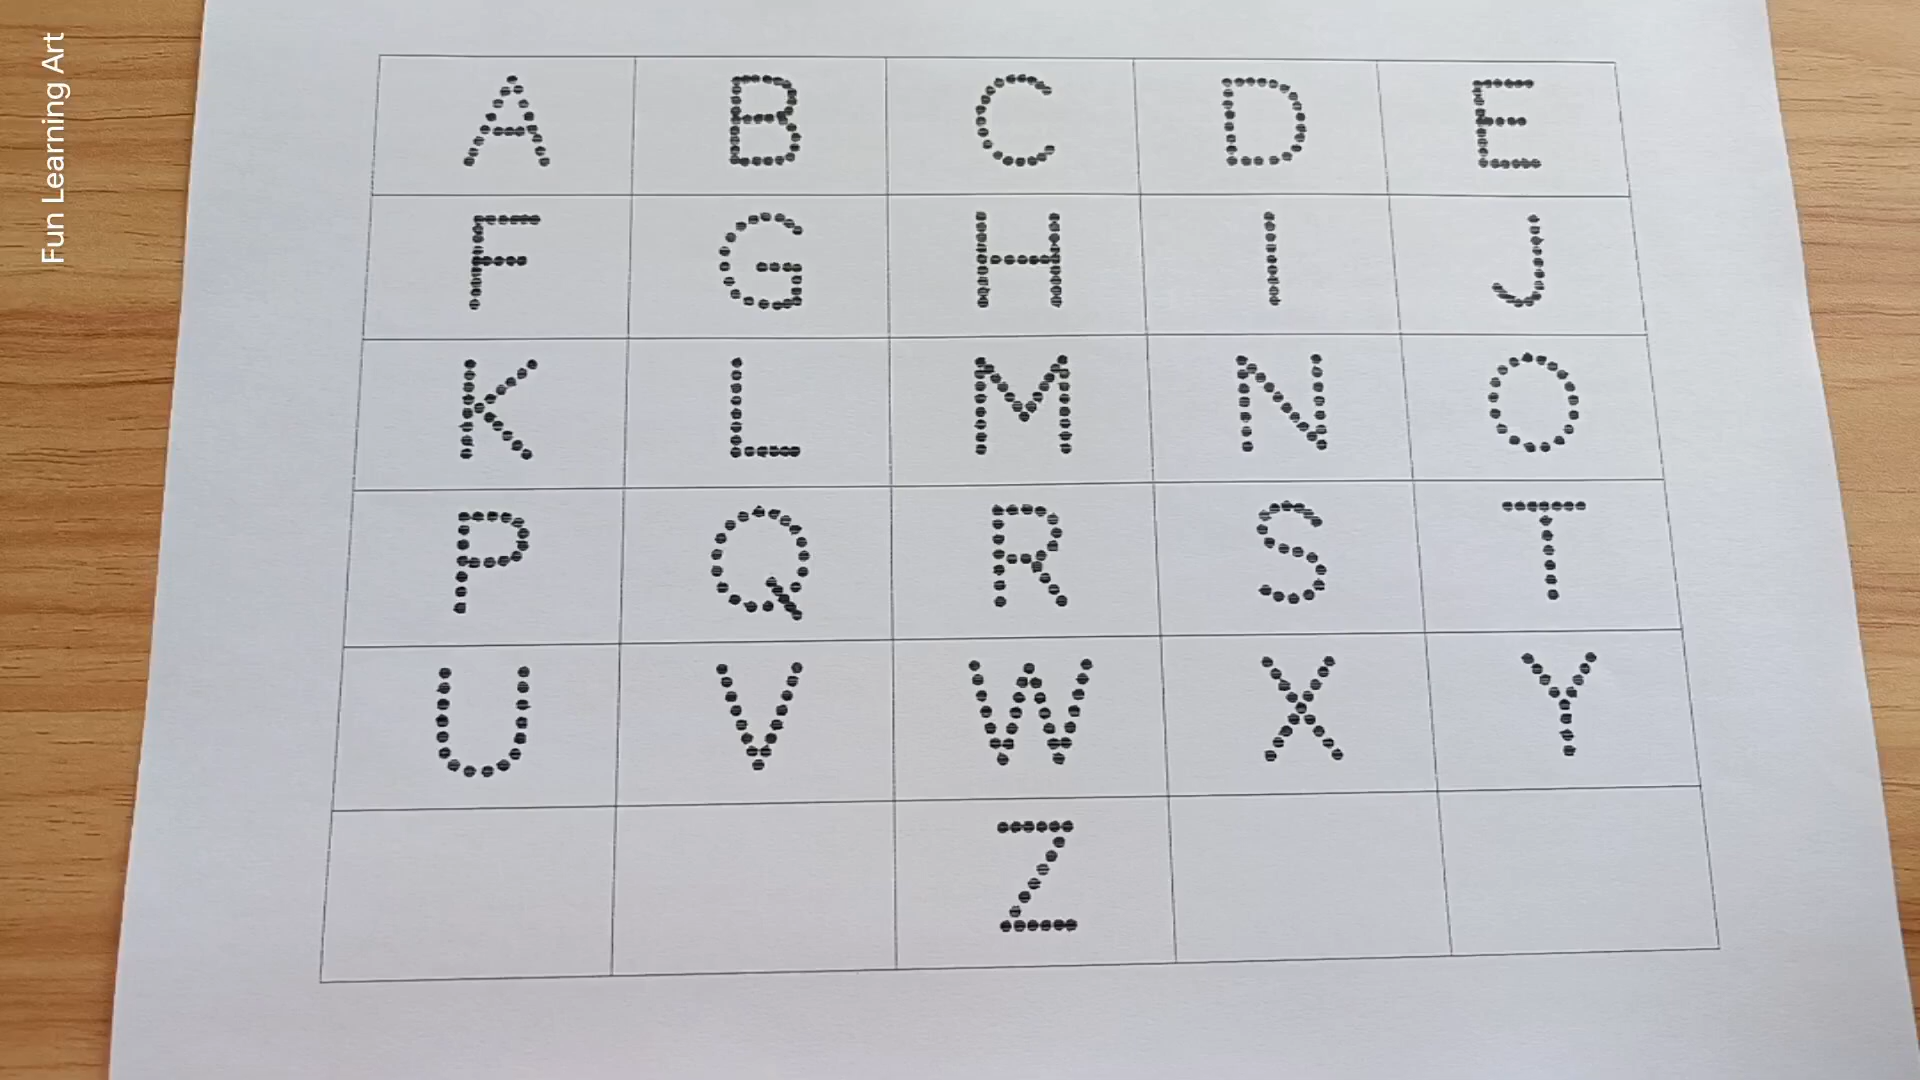 Fun Learning Art
A B C D E
F G H I J
K L M N O
P Q R S T
U V W X Y
Z